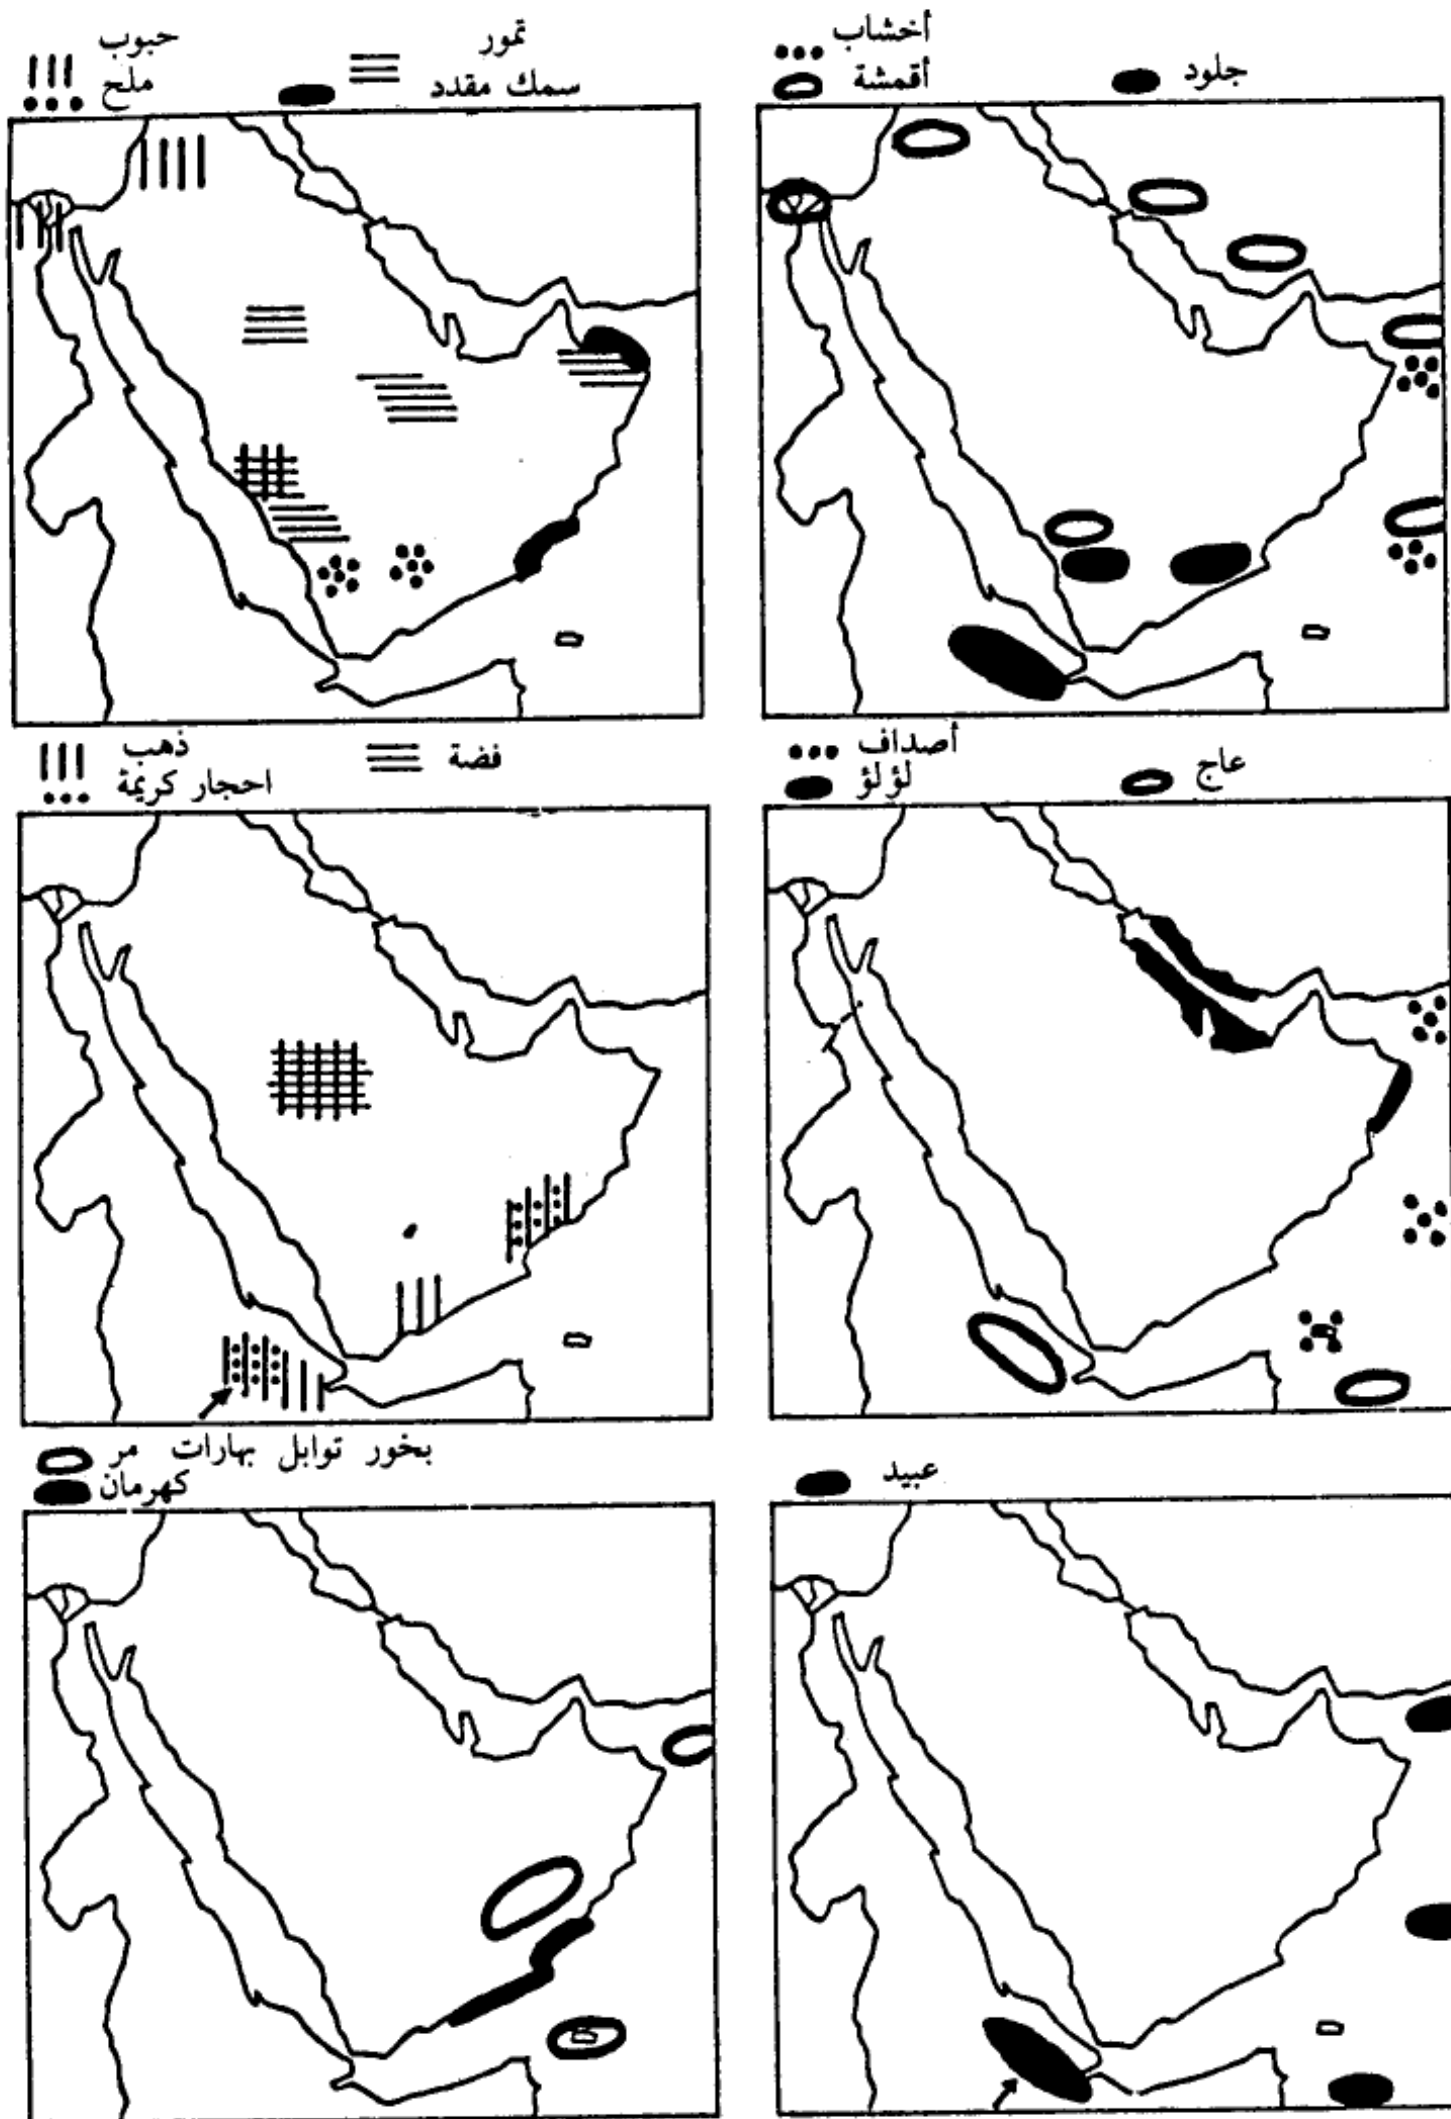 أخشاب
أقمشة
جلود
تمور
سمك مقدد
حبوب
ملح
أصداف
لؤلؤ
عاج
فضة
ذهب
احجار كريمة
عبيد
بخور توابل بهارات مر
كهرمان